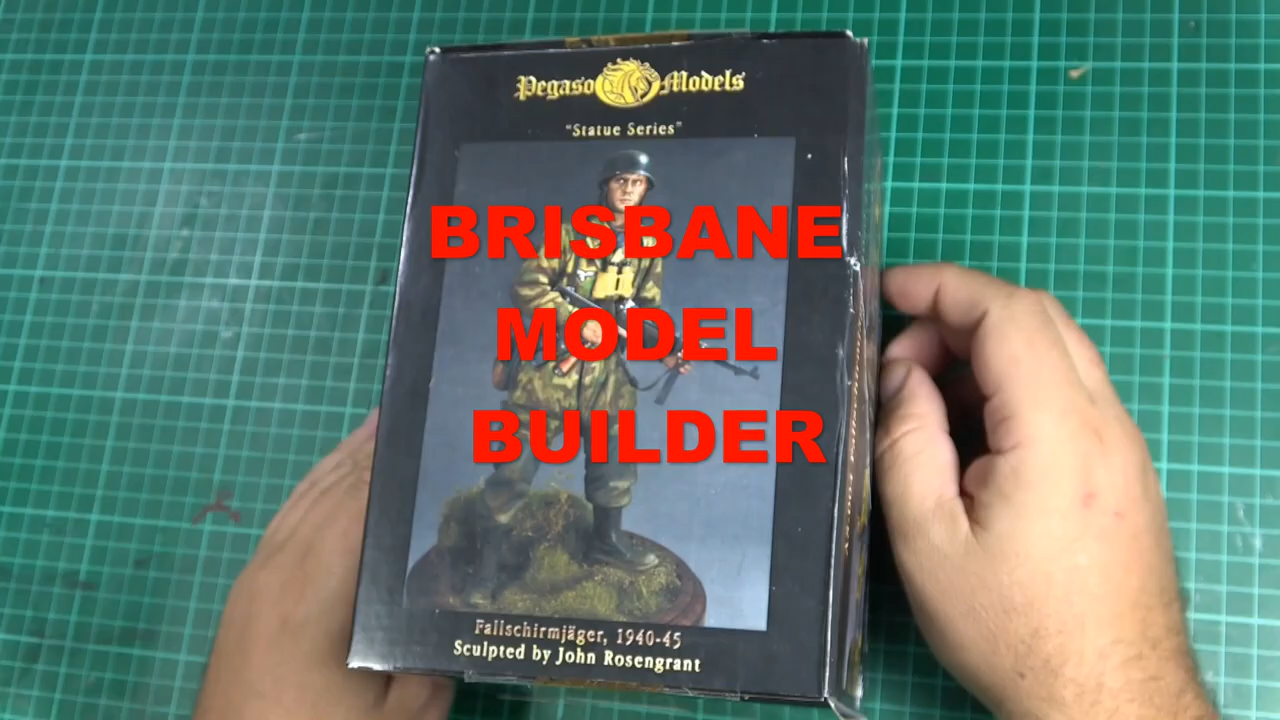 Pegaso Models
"Statue Series"
BRISBANE
MODEL
BUILDER
Fallschirmjäger, 1940-45
Sculpted by John Rosengrant